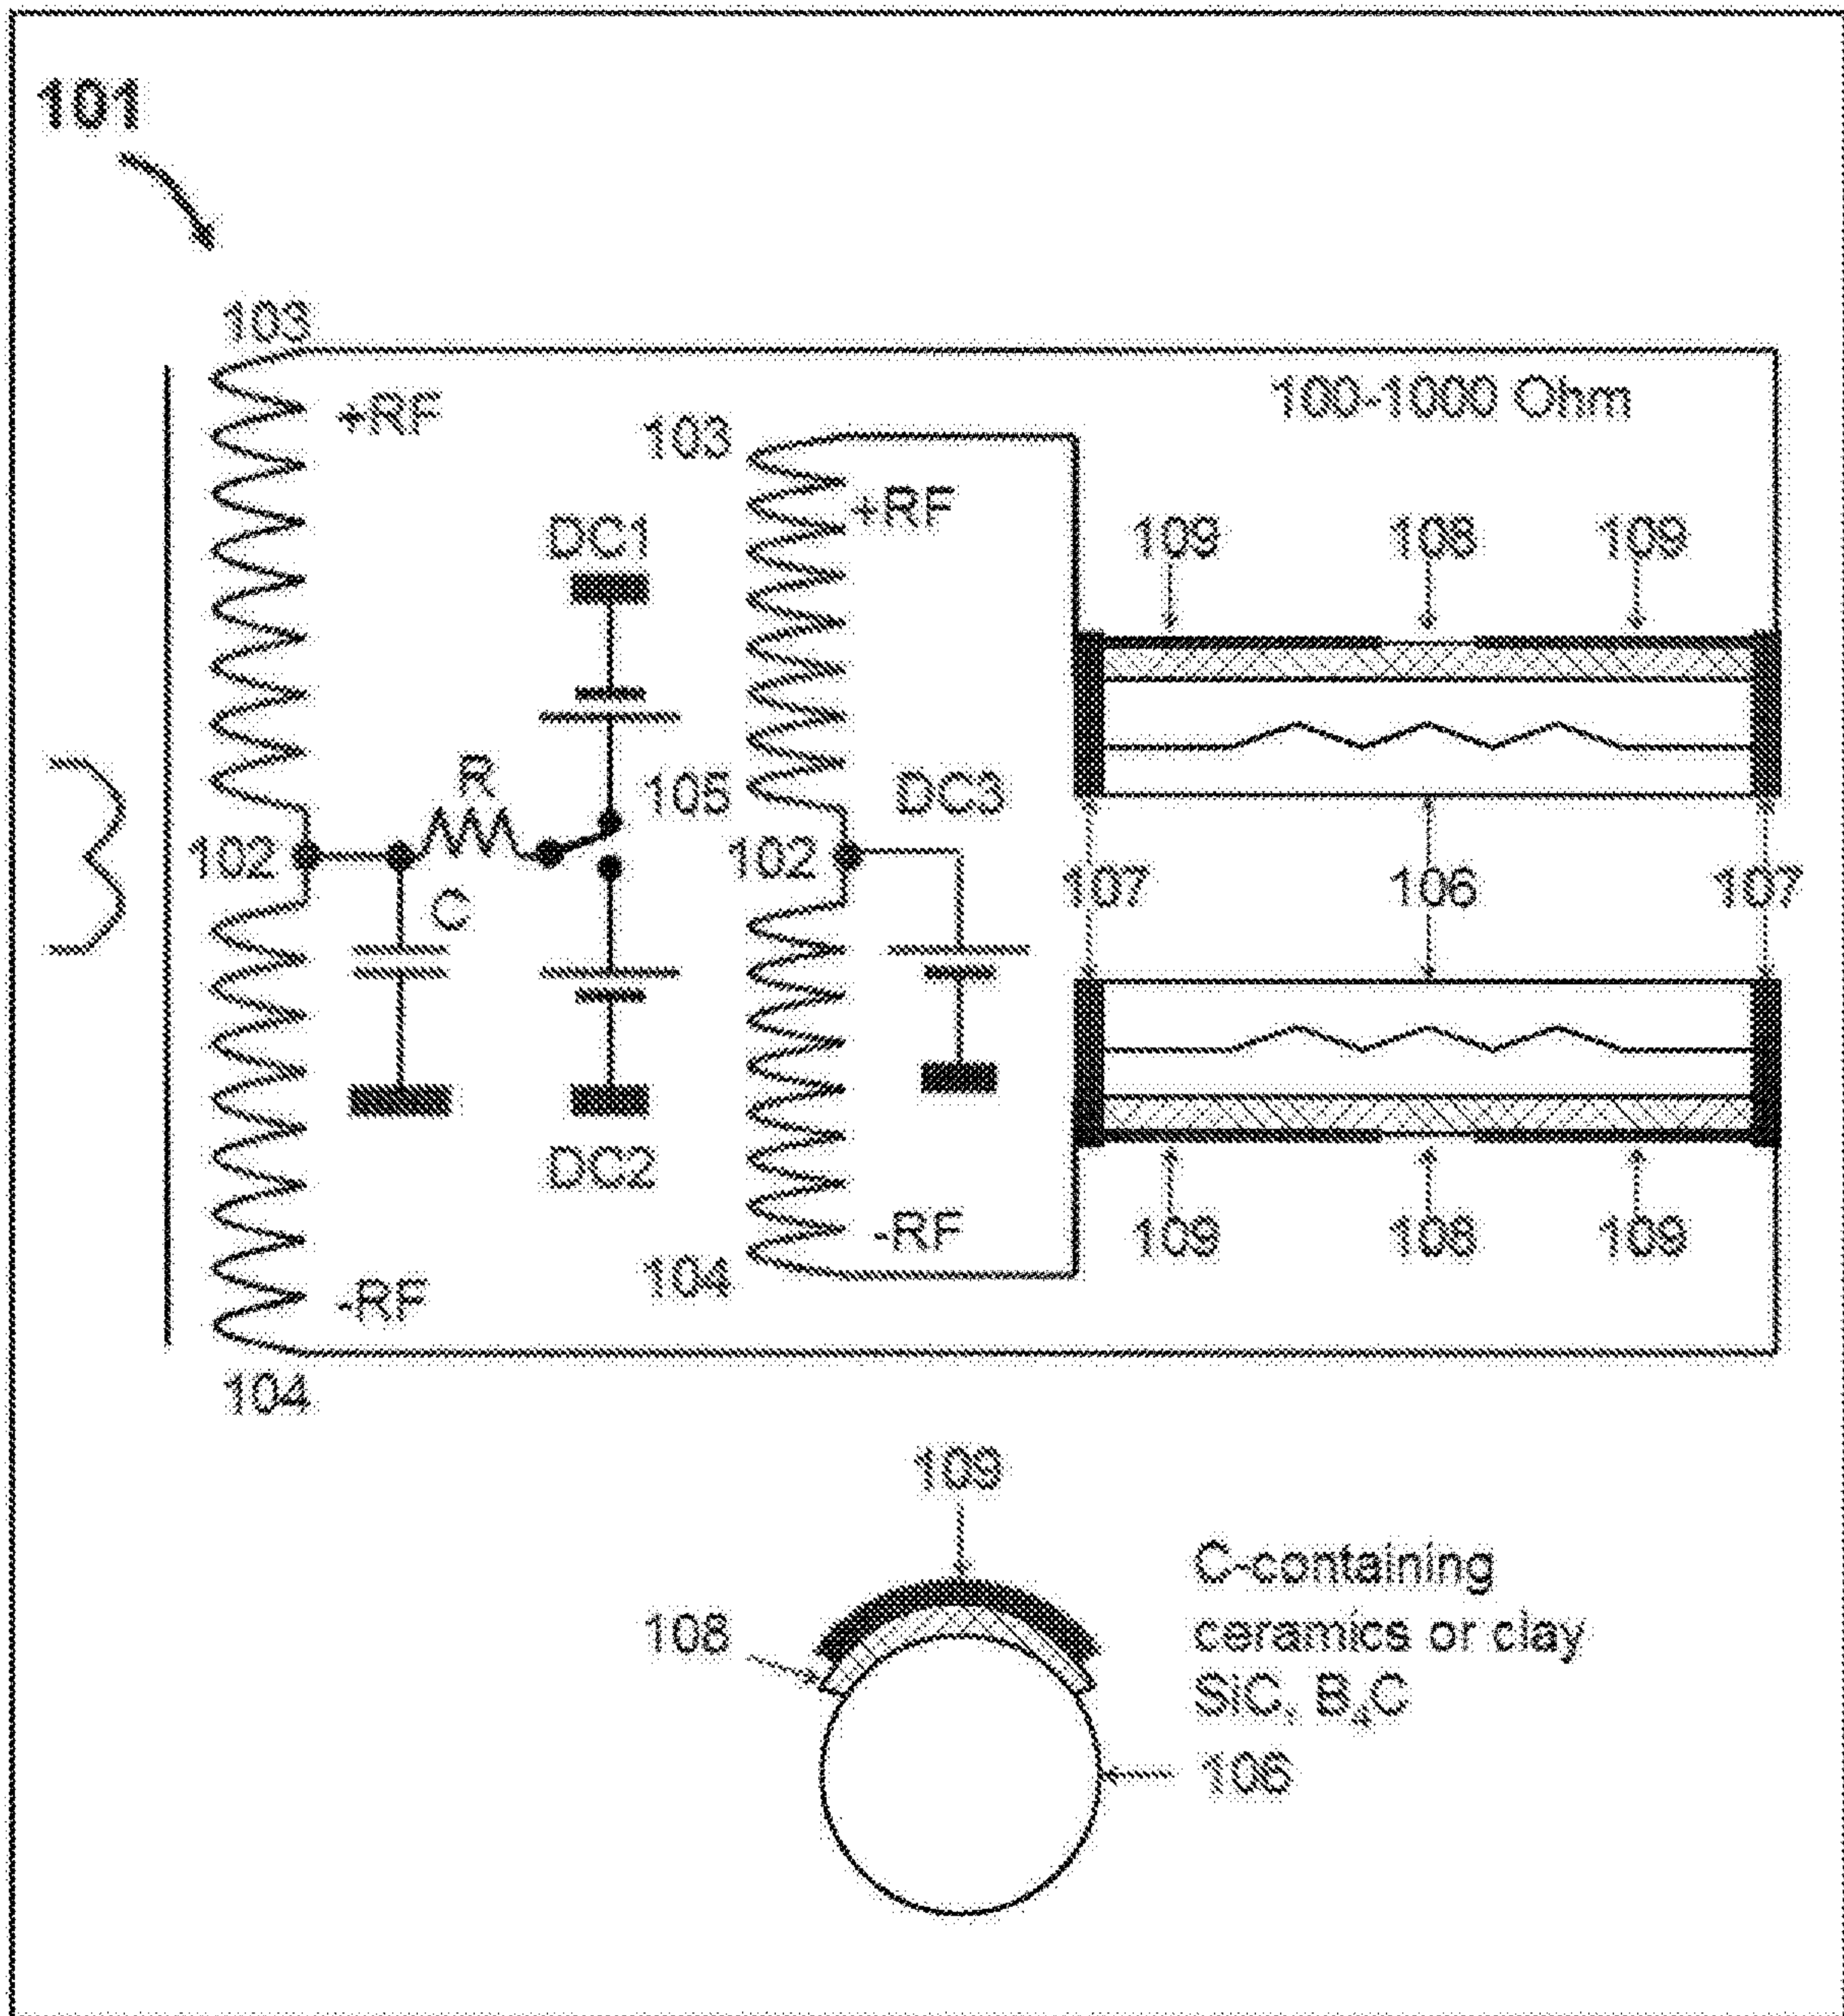 101
103
+RF
100-1000 Ohm
103
+RF
DC1
109
108
109
R
105
DC3
102
102
C
107
106
107
DC2
109
108
109
-RF
104
-RF
104
109
C-containing
108
ceramics or clay
SiC, B₄C
106